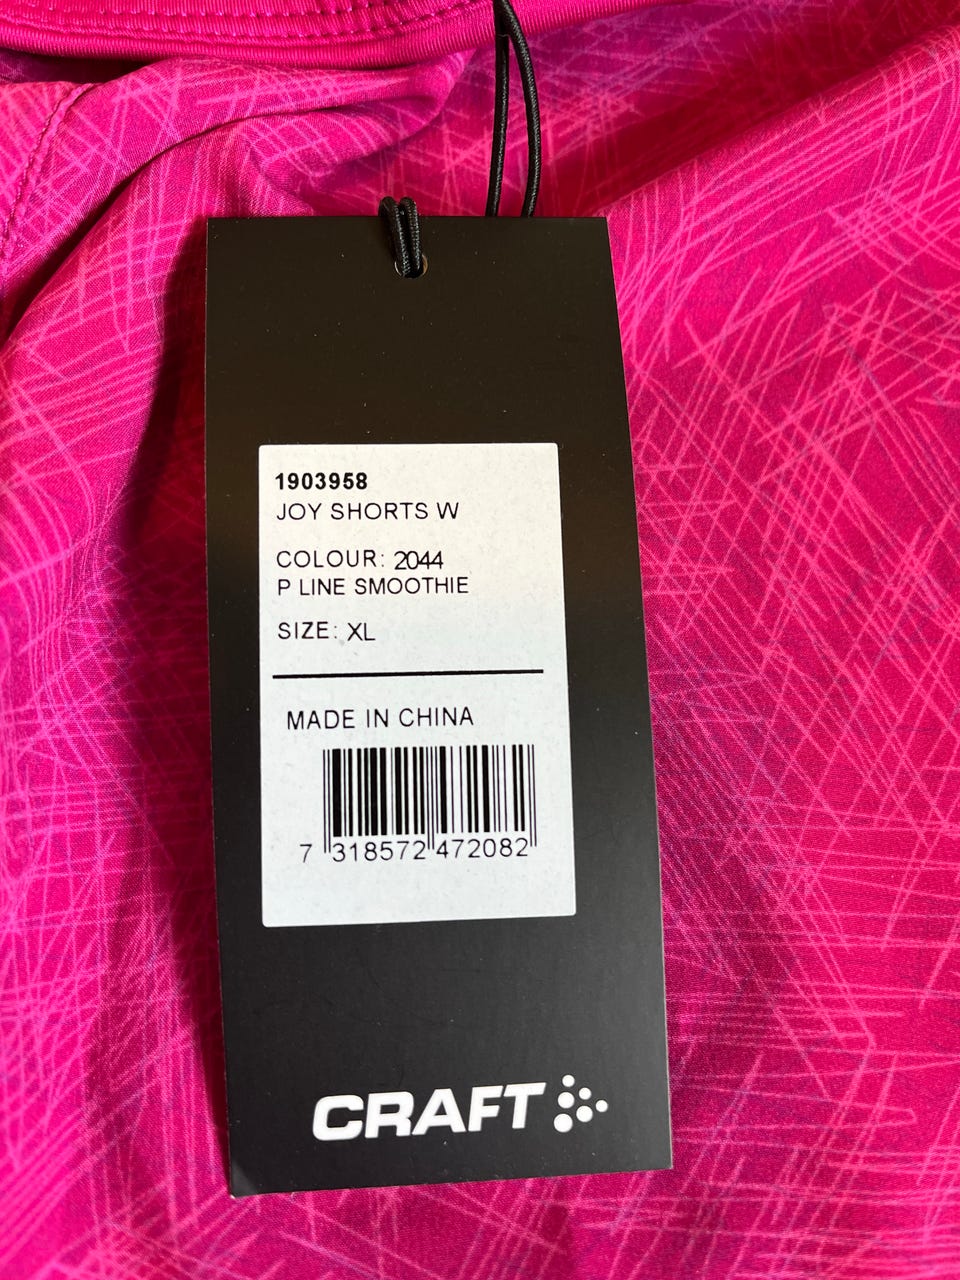 1903958
JOY SHORTS W
COLOUR: 2044
P LINE SMOOTHIE
SIZE: XL
MADE IN CHINA
7 318572 472082
CRAFT